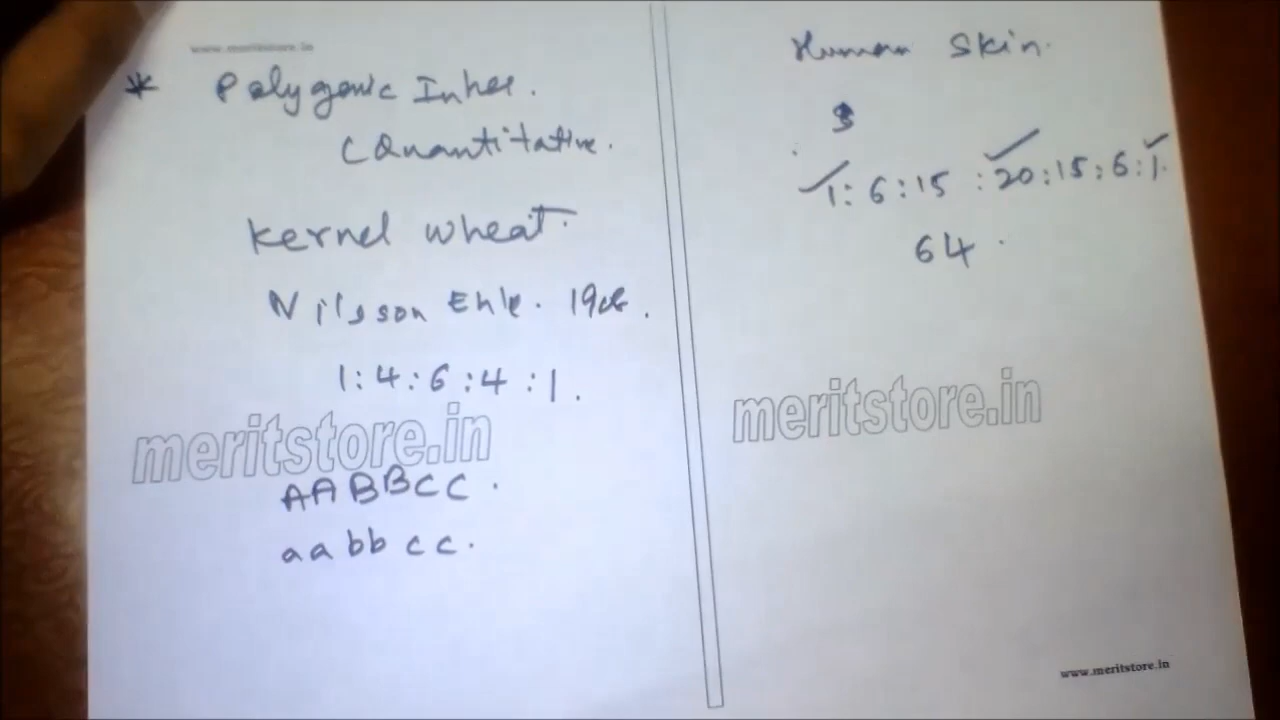 www.meritstore.in
* Polygenic Inher.
(Quantitative.
Kernel wheat.
Nilsson Ehle. 1908.
1:4:6:4:1.
meritstore.in
AABBCC.
aabbcc.
Human Skin.
3
1:6:15:20:15:6:1.
64.
meritstore.in
www.meritstore.in